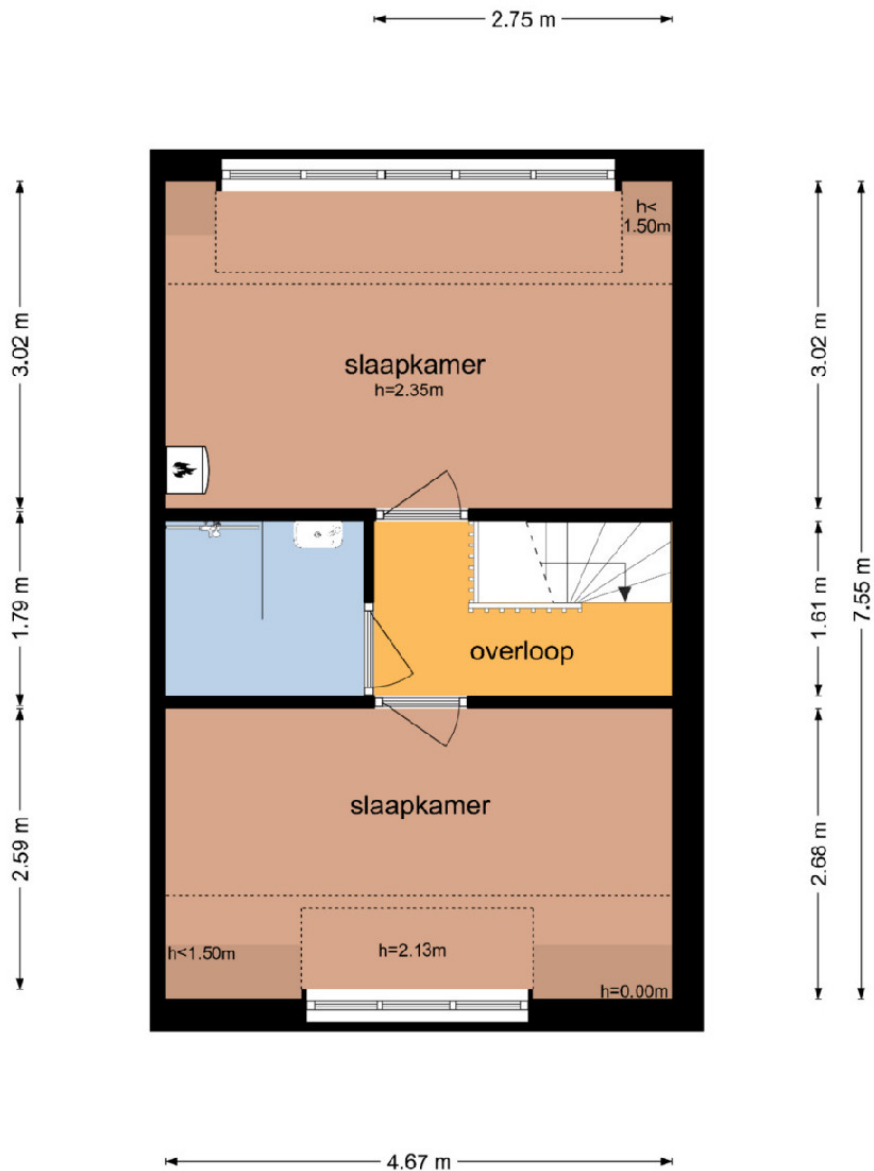 2.75 m
h<
1.50m
3.02 m
3.02 m
slaapkamer
h=2.35m
1.79 m
1.61 m
7.55 m
overloop
slaapkamer
2.59 m
2.68 m
h<1.50m
h=2.13m
h=0.00m
4.67 m